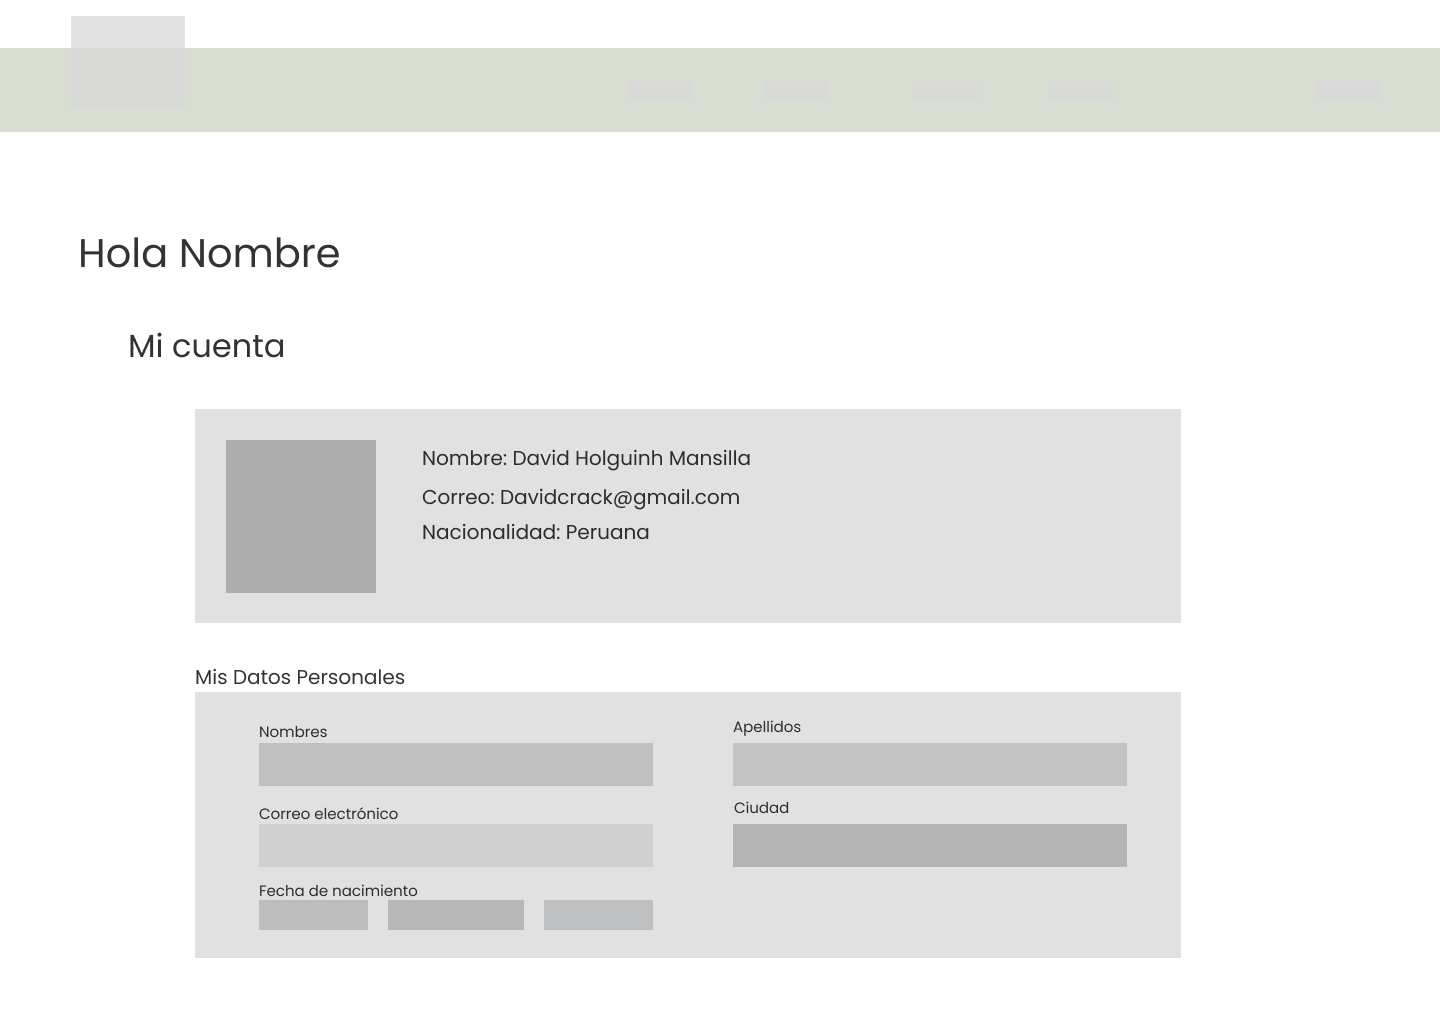 Hola Nombre
Mi cuenta
Nombre: David Holguinh Mansilla
Correo: Davidcrack@gmail.com
Nacionalidad: Peruana
Mis Datos Personales
Nombres
Apellidos
Correo electrónico
Ciudad
Fecha de nacimiento